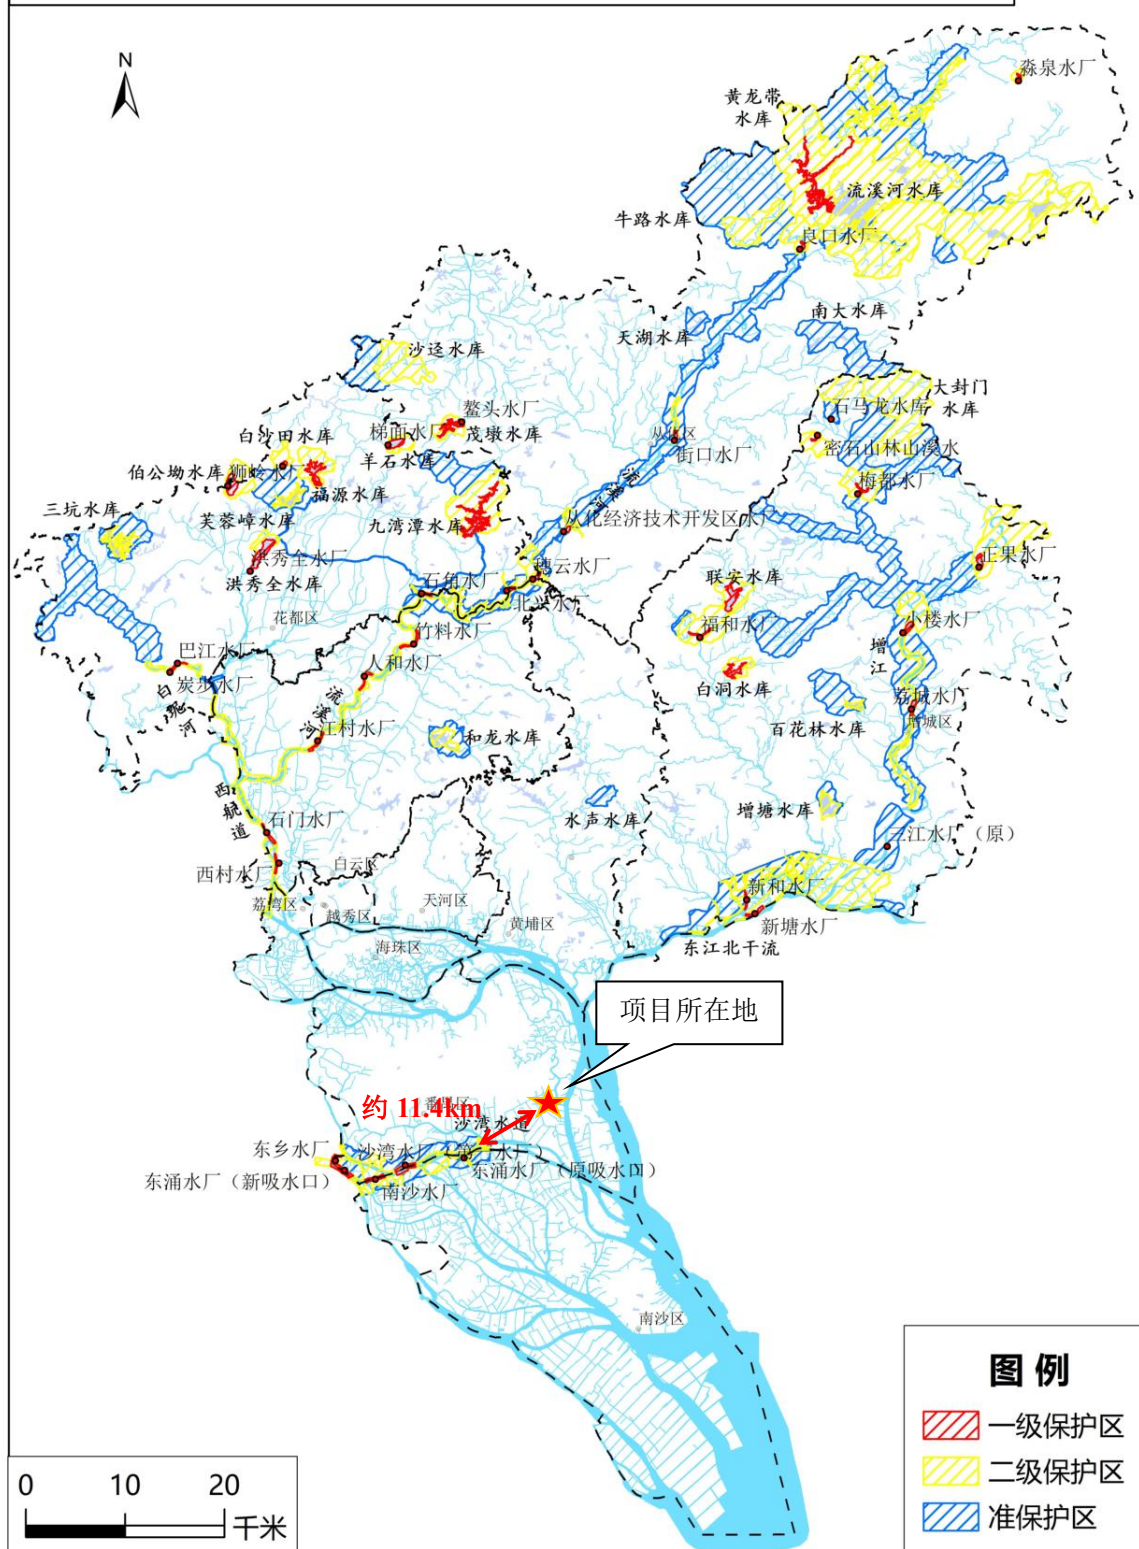 N
淼泉水厂
黄龙带
水库
流溪河水库
牛路水库
良口水厂
南大水库
天湖水库
沙迳水库
大封门
水库
石马龙水库
鳌头水厂
梯面水厂
茂墩水库
密石山林山溪水
白沙田水库
羊石水库
街口水厂
伯公坳水库
狮岭水厂
梅都水厂
福源水库
流溪河
三坑水库
芙蓉嶂水库
九湾潭水库
从化经济技术开发区水厂
洪秀全水厂
正果水厂
穗云水厂
洪秀全水库
石角水厂
联安水库
北兴水厂
花都区
竹料水厂
福和水厂
小楼水厂
增江
巴江水厂
人和水厂
炭步水厂
白坭河
白洞水库
荔城水厂
流溪河
增城区
江村水厂
和龙水库
百花林水库
西航道
水声水库
增塘水库
石门水厂
三江水厂（原）
西村水厂
白云区
新和水厂
荔湾区
越秀区
天河区
黄埔区
新塘水厂
海珠区
东江北干流
项目所在地
约 11.4km
番禺区
沙湾水道
东乡水厂
东涌水厂（原吸水口）
东涌水厂（新吸水口）
南沙水厂
南沙区
图 例
一级保护区
二级保护区
准保护区
0 10 20
千米